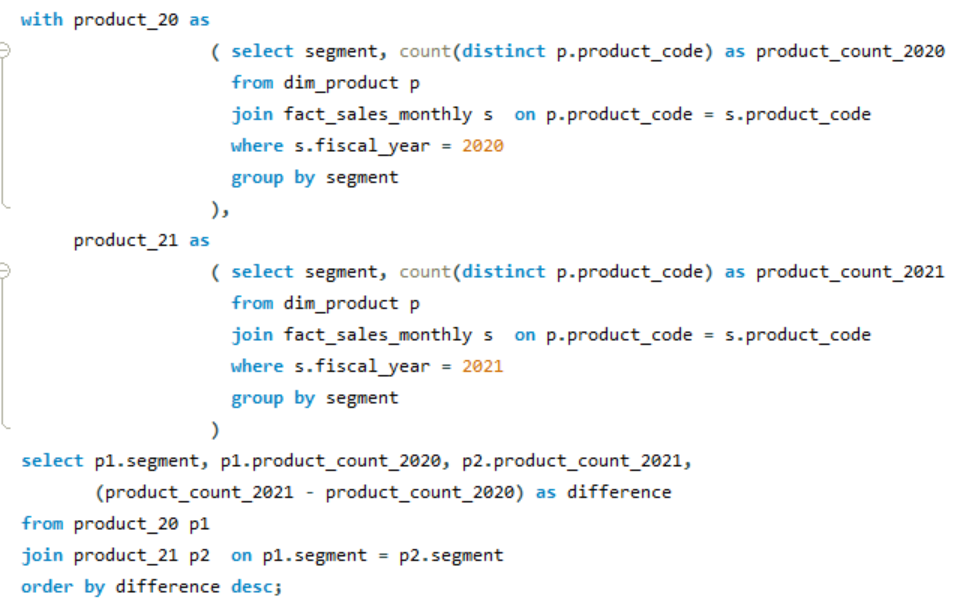 with product_20 as
( select segment, count(distinct p.product_code) as product_count_2020
from dim_product p
join fact_sales_monthly s  on p.product_code = s.product_code
where s.fiscal_year = 2020
group by segment
),
product_21 as
( select segment, count(distinct p.product_code) as product_count_2021
from dim_product p
join fact_sales_monthly s  on p.product_code = s.product_code
where s.fiscal_year = 2021
group by segment
)
select p1.segment, p1.product_count_2020, p2.product_count_2021,
(product_count_2021 - product_count_2020) as difference
from product_20 p1
join product_21 p2  on p1.segment = p2.segment
order by difference desc;